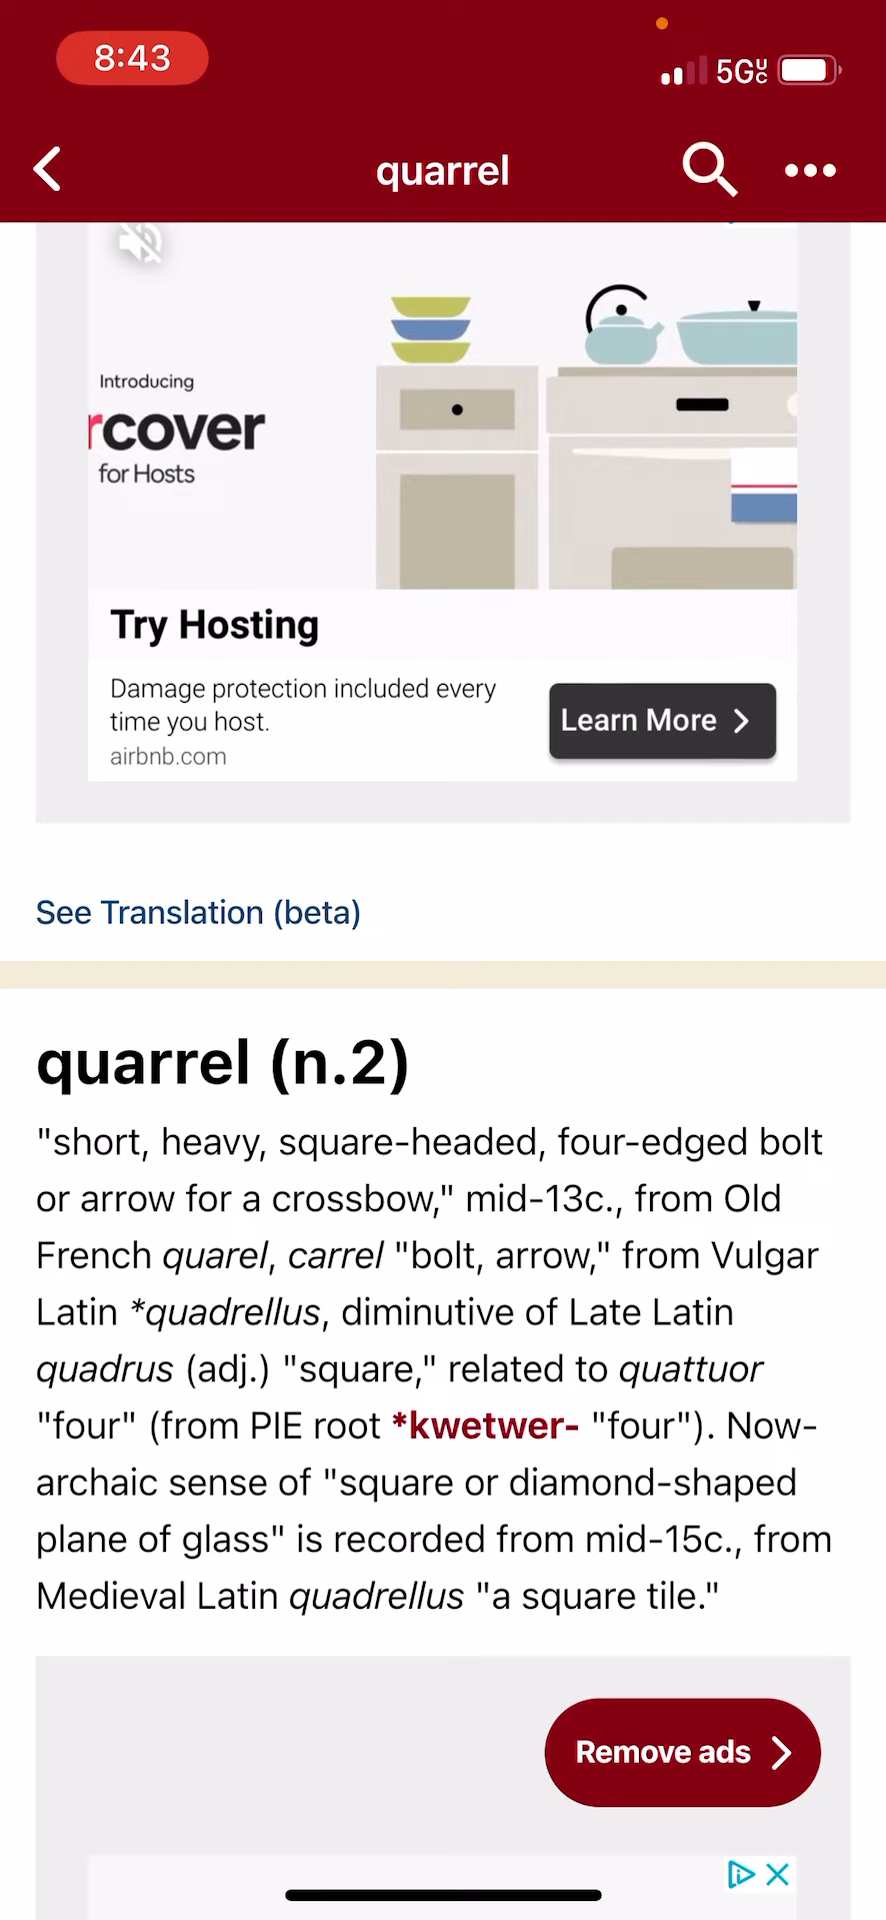 8:43
5GUC
quarrel
Introducing
rcover
for Hosts
Try Hosting
Damage protection included every
time you host.
airbnb.com
Learn More
See Translation (beta)
quarrel (n.2)
"short, heavy, square-headed, four-edged bolt
or arrow for a crossbow," mid-13c., from Old
French quarel, carrel "bolt, arrow," from Vulgar
Latin *quadrellus, diminutive of Late Latin
quadrus (adj.) "square," related to quattuor
"four" (from PIE root *kwetwer- "four"). Now-
archaic sense of "square or diamond-shaped
plane of glass" is recorded from mid-15c., from
Medieval Latin quadrellus "a square tile."
Remove ads